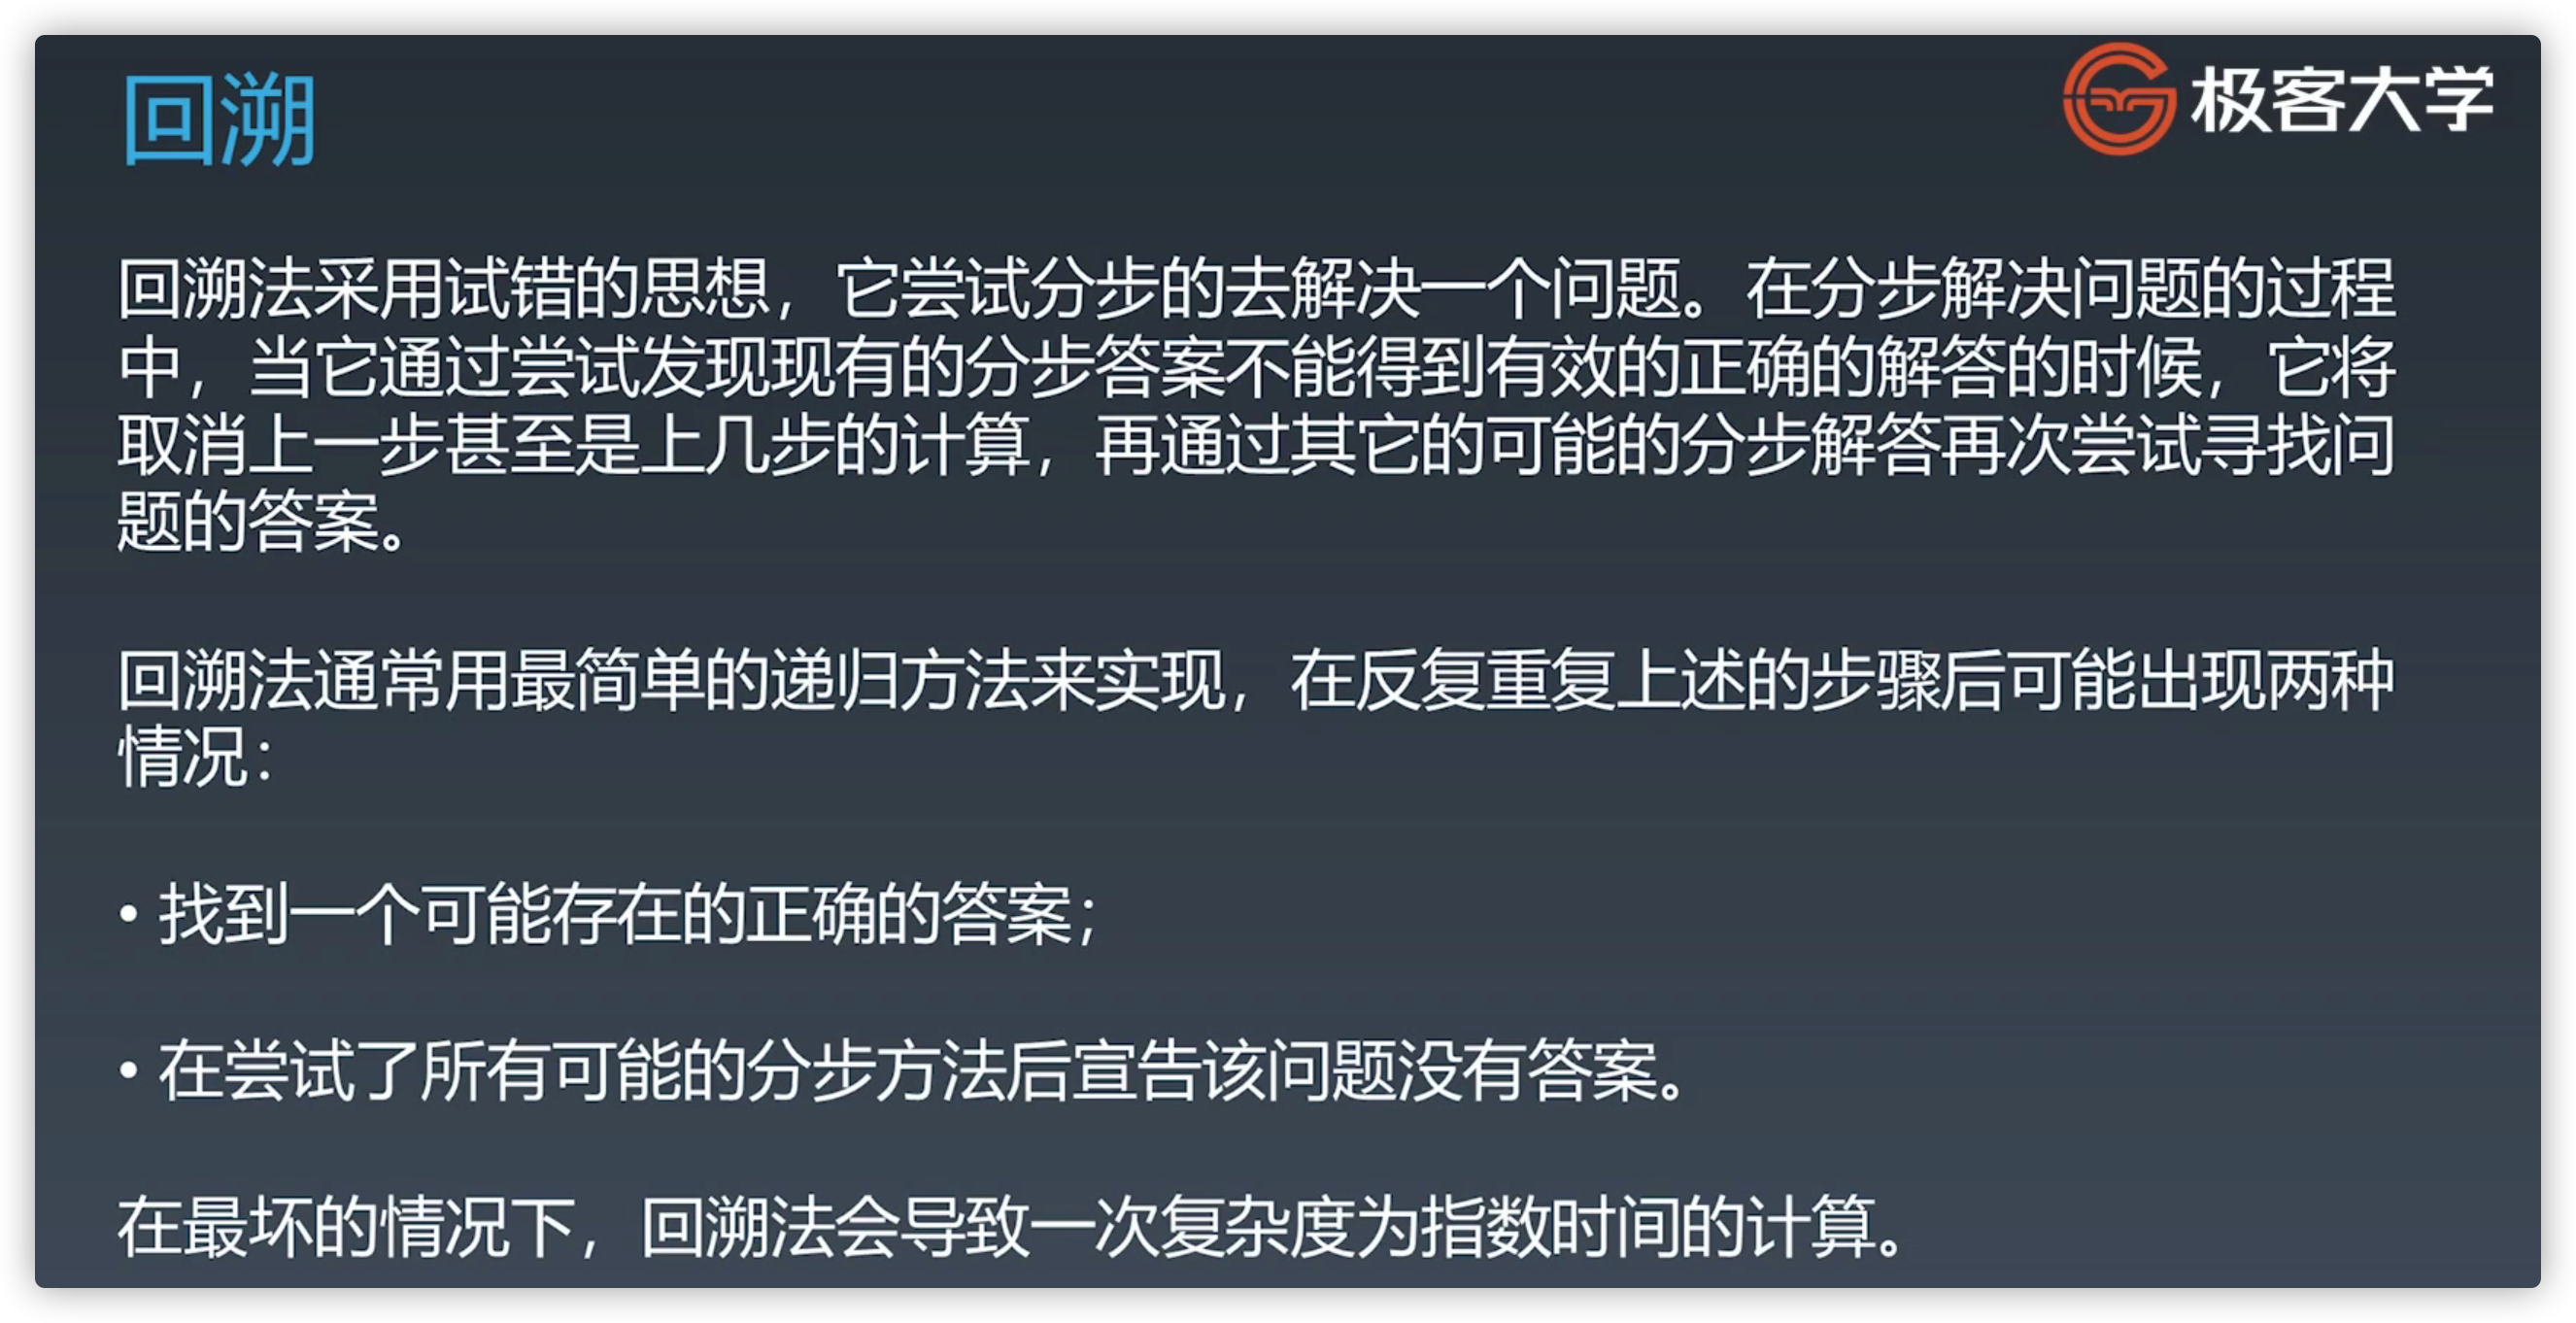 回溯
极客大学
回溯法采用试错的思想，它尝试分步的去解决一个问题。在分步解决问题的过程
中，当它通过尝试发现现有的分步答案不能得到有效的正确的解答的时候，它将
取消上一步甚至是上几步的计算，再通过其它的可能的分步解答再次尝试寻找问
题的答案。
回溯法通常用最简单的递归方法来实现，在反复重复上述的步骤后可能出现两种
情况：
• 找到一个可能存在的正确的答案；
• 在尝试了所有可能的分步方法后宣告该问题没有答案。
在最坏的情况下，回溯法会导致一次复杂度为指数时间的计算。